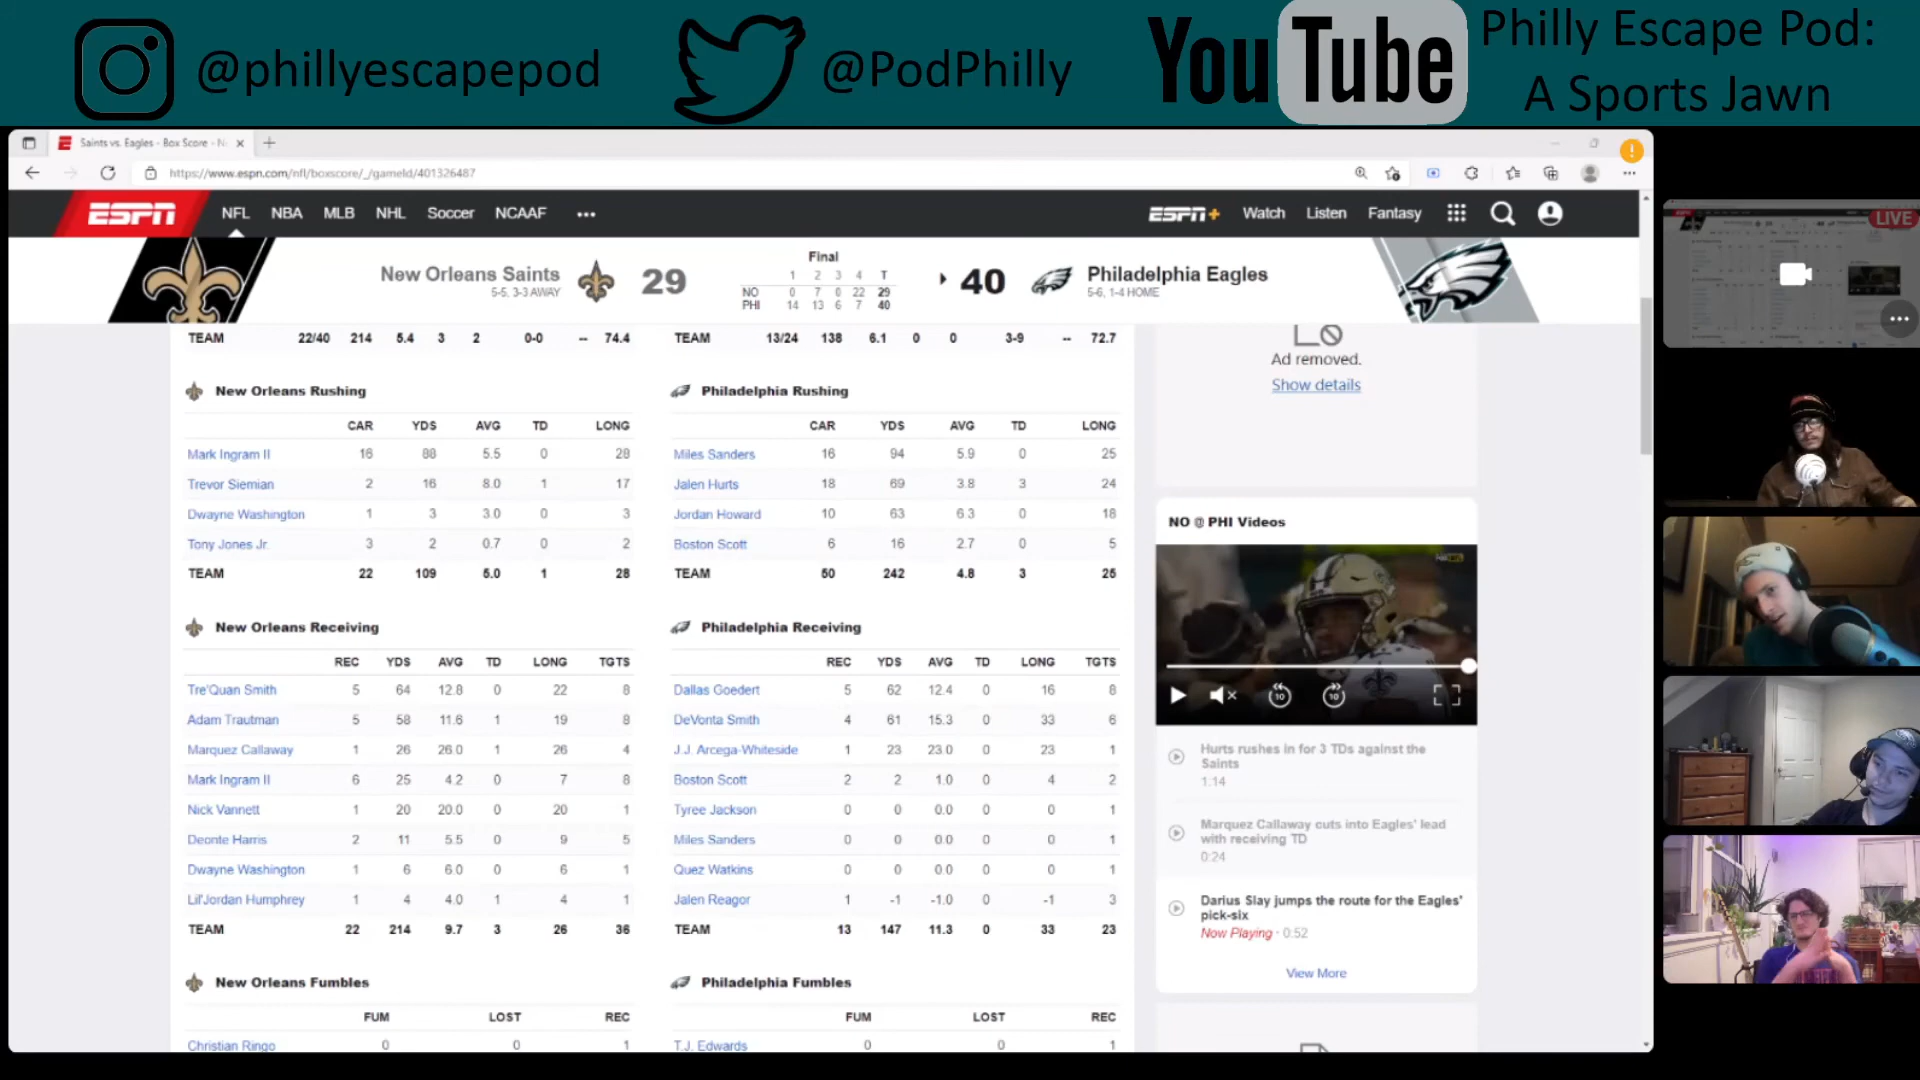 @phillyescapepod
@PodPhilly
YouTube
Philly Escape Pod:
A Sports Jawn
Saints vs. Eagles - Box Score - N
https://www.espn.com/nfl/boxscore/_/gameId/401326487
ESPN NFL NBA MLB NHL Soccer NCAAF ... ESPN+ Watch Listen Fantasy
New Orleans Saints 29 Final 40 Philadelphia Eagles
5-5, 3-3 AWAY 5-6, 1-4 HOME
1 2 3 4 T
NO 0 7 0 22 29
PHI 14 13 6 7 40
TEAM 22/40 214 5.4 3 2 0-0 -- 74.4
TEAM 13/24 138 6.1 0 0 3-9 -- 72.7
New Orleans Rushing
CAR YDS AVG TD LONG
Mark Ingram II 16 88 5.5 0 28
Trevor Siemian 2 16 8.0 1 17
Dwayne Washington 1 3 3.0 0 3
Tony Jones Jr. 3 2 0.7 0 2
TEAM 22 109 5.0 1 28
Philadelphia Rushing
CAR YDS AVG TD LONG
Miles Sanders 16 94 5.9 0 25
Jalen Hurts 18 69 3.8 3 24
Jordan Howard 10 63 6.3 0 18
Boston Scott 6 16 2.7 0 5
TEAM 50 242 4.8 3 25
New Orleans Receiving
REC YDS AVG TD LONG TGTS
Tre'Quan Smith 5 64 12.8 0 22 8
Adam Trautman 5 58 11.6 1 19 8
Marquez Callaway 1 26 26.0 1 26 4
Mark Ingram II 6 25 4.2 0 7 8
Nick Vannett 1 20 20.0 0 20 1
Deonte Harris 2 11 5.5 0 9 5
Dwayne Washington 1 6 6.0 0 6 1
Lil'Jordan Humphrey 1 4 4.0 1 4 1
TEAM 22 214 9.7 3 26 36
Philadelphia Receiving
REC YDS AVG TD LONG TGTS
Dallas Goedert 5 62 12.4 0 16 8
DeVonta Smith 4 61 15.3 0 33 6
J.J. Arcega-Whiteside 1 23 23.0 0 23 1
Boston Scott 2 2 1.0 0 4 2
Tyree Jackson 0 0 0.0 0 0 1
Miles Sanders 0 0 0.0 0 0 1
Quez Watkins 0 0 0.0 0 0 1
Jalen Reagor 1 -1 -1.0 0 -1 3
TEAM 13 147 11.3 0 33 23
New Orleans Fumbles
FUM LOST REC
Christian Ringo 0 0 1
Philadelphia Fumbles
FUM LOST REC
T.J. Edwards 0 0 1
Ad removed.
Show details
NO @ PHI Videos
10 10
Hurts rushes in for 3 TDs against the
Saints
1:14
Marquez Callaway cuts into Eagles' lead
with receiving TD
0:24
Darius Slay jumps the route for the Eagles'
pick-six
Now Playing · 0:52
View More
LIVE